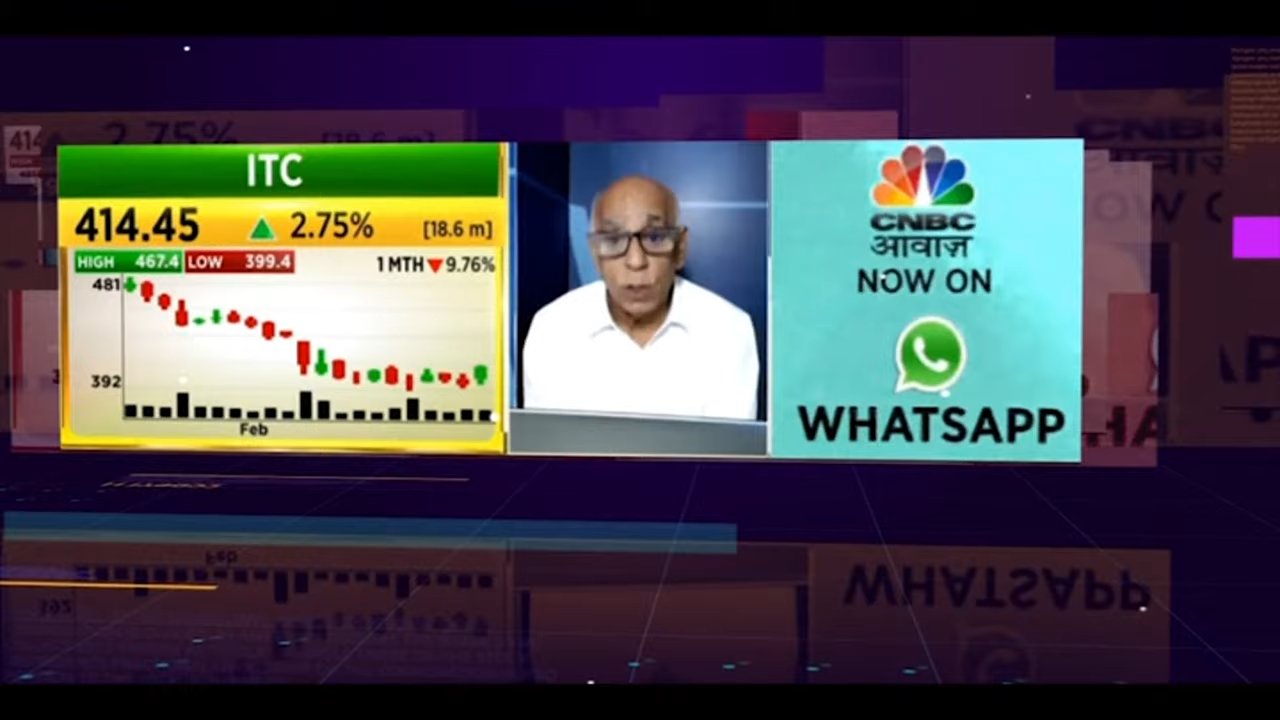 ITC
414.45 ▲ 2.75% [18.6 m]
HIGH 467.4 LOW 399.4 1 MTH ▼ 9.76%
481
392
Feb
CNBC
आवाज़
NOW ON
WHATSAPP